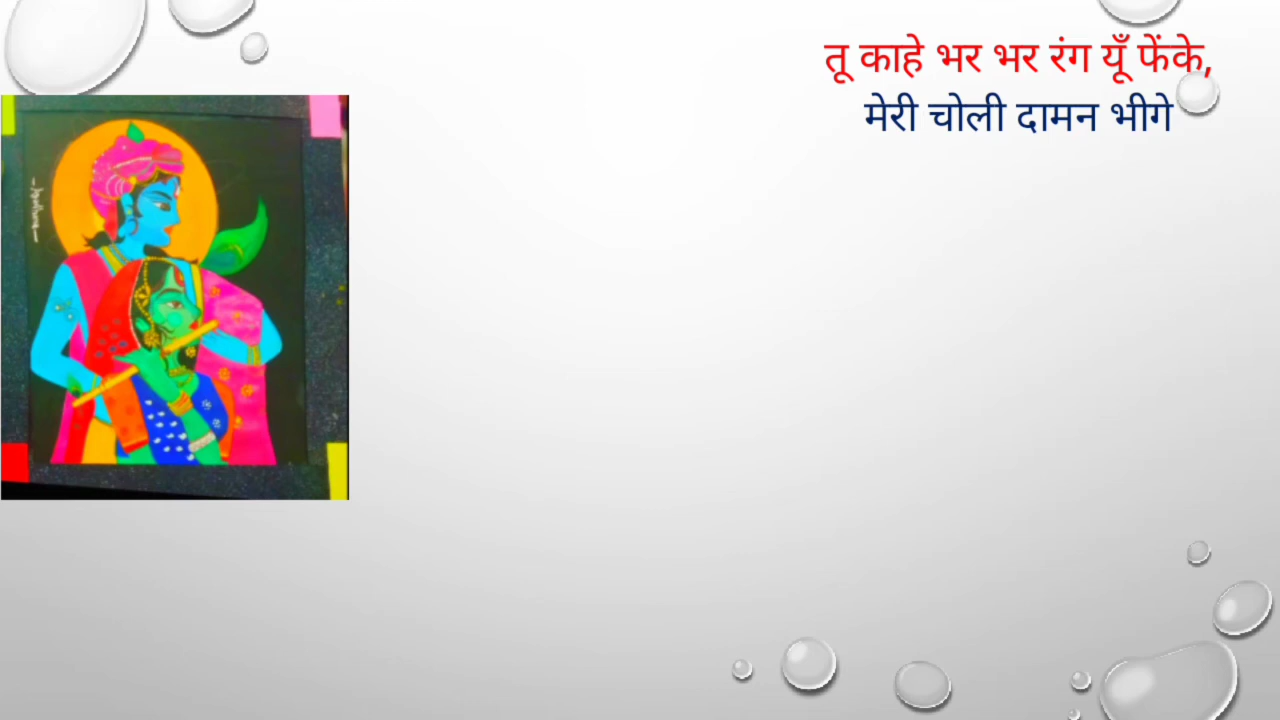 तू काहे भर भर रंग यूँ फेंके,
मेरी चोली दामन भीगे